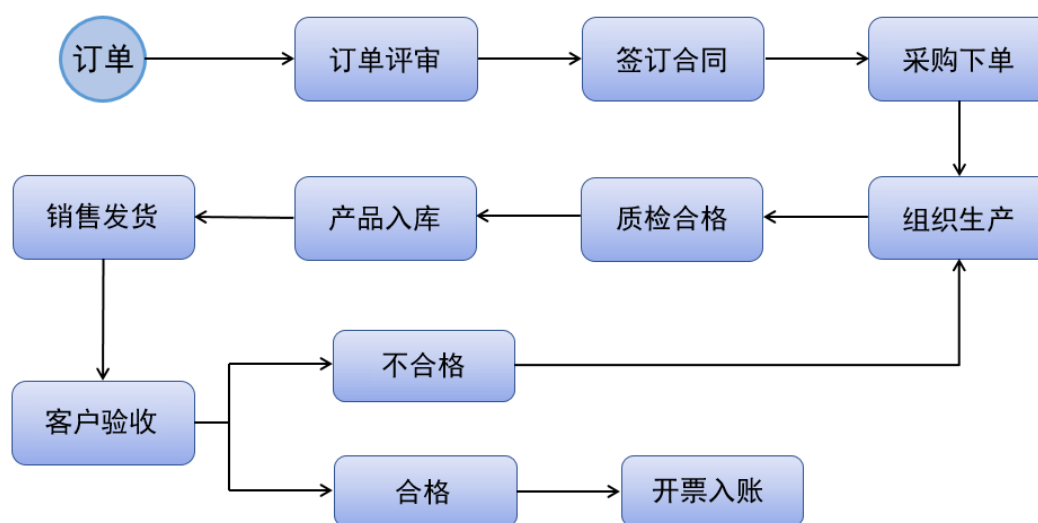 订单
订单评审
签订合同
采购下单
销售发货
产品入库
质检合格
组织生产
不合格
客户验收
合格
开票入账